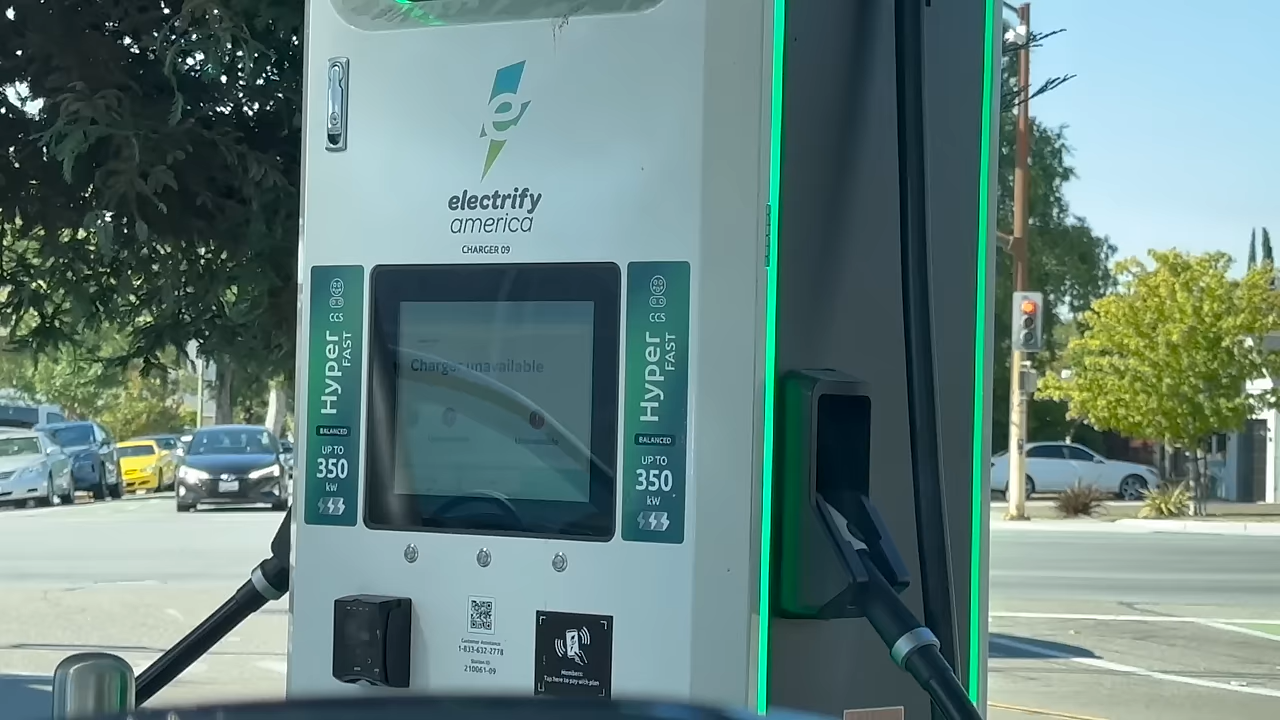 e
electrify
america
CHARGER 09
CCS
Hyper
FAST
BALANCED
UP TO
350
kW
Charger unavailable
CCS
Hyper
FAST
BALANCED
UP TO
350
kW
Customer Assistance
1-833-632-2778
Station ID:
210061-09
Members:
Tap here to pay with plan